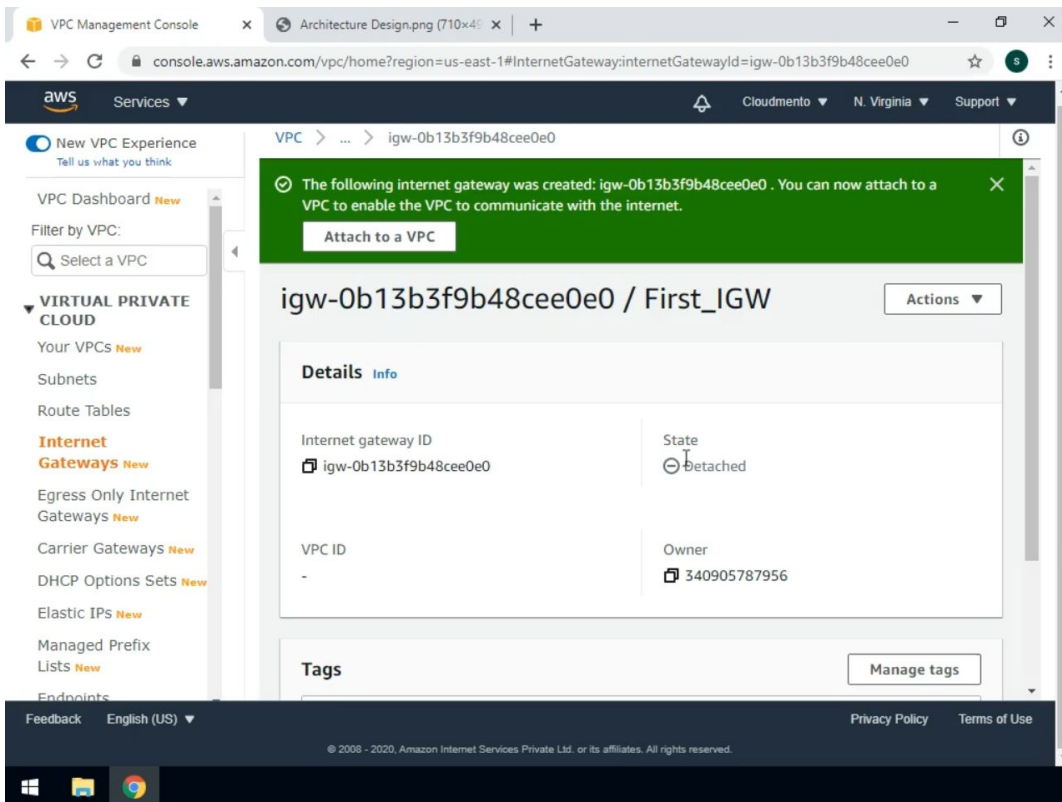 VPC Management Console
Architecture Design.png (710×49
console.aws.amazon.com/vpc/home?region=us-east-1#InternetGateway:internetGatewayId=igw-0b13b3f9b48cee0e0
S
aws
Services ▼
Cloudmento ▼
N. Virginia ▼
Support ▼
New VPC Experience
Tell us what you think
VPC Dashboard New
Filter by VPC:
Select a VPC
VIRTUAL PRIVATE
CLOUD
Your VPCs New
Subnets
Route Tables
Internet
Gateways New
Egress Only Internet
Gateways New
Carrier Gateways New
DHCP Options Sets New
Elastic IPs New
Managed Prefix
Lists New
Endpoints
VPC > ... > igw-0b13b3f9b48cee0e0
The following internet gateway was created: igw-0b13b3f9b48cee0e0 . You can now attach to a
VPC to enable the VPC to communicate with the internet.
Attach to a VPC
igw-0b13b3f9b48cee0e0 / First_IGW
Actions ▼
Details Info
Internet gateway ID
igw-0b13b3f9b48cee0e0
State
Detached
VPC ID
-
Owner
340905787956
Tags
Manage tags
Feedback
English (US) ▼
Privacy Policy
Terms of Use
© 2008 - 2020, Amazon Internet Services Private Ltd. or its affiliates. All rights reserved.